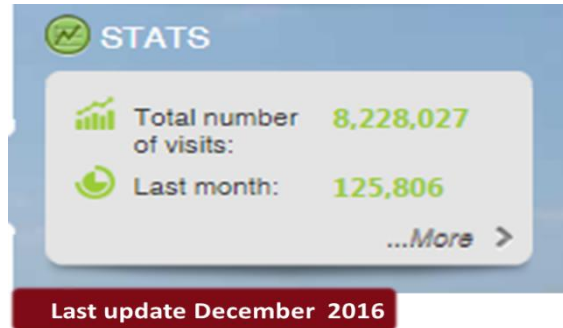 STATS
Total number 8,228,027
of visits:
Last month: 125,806
...More >
Last update December 2016